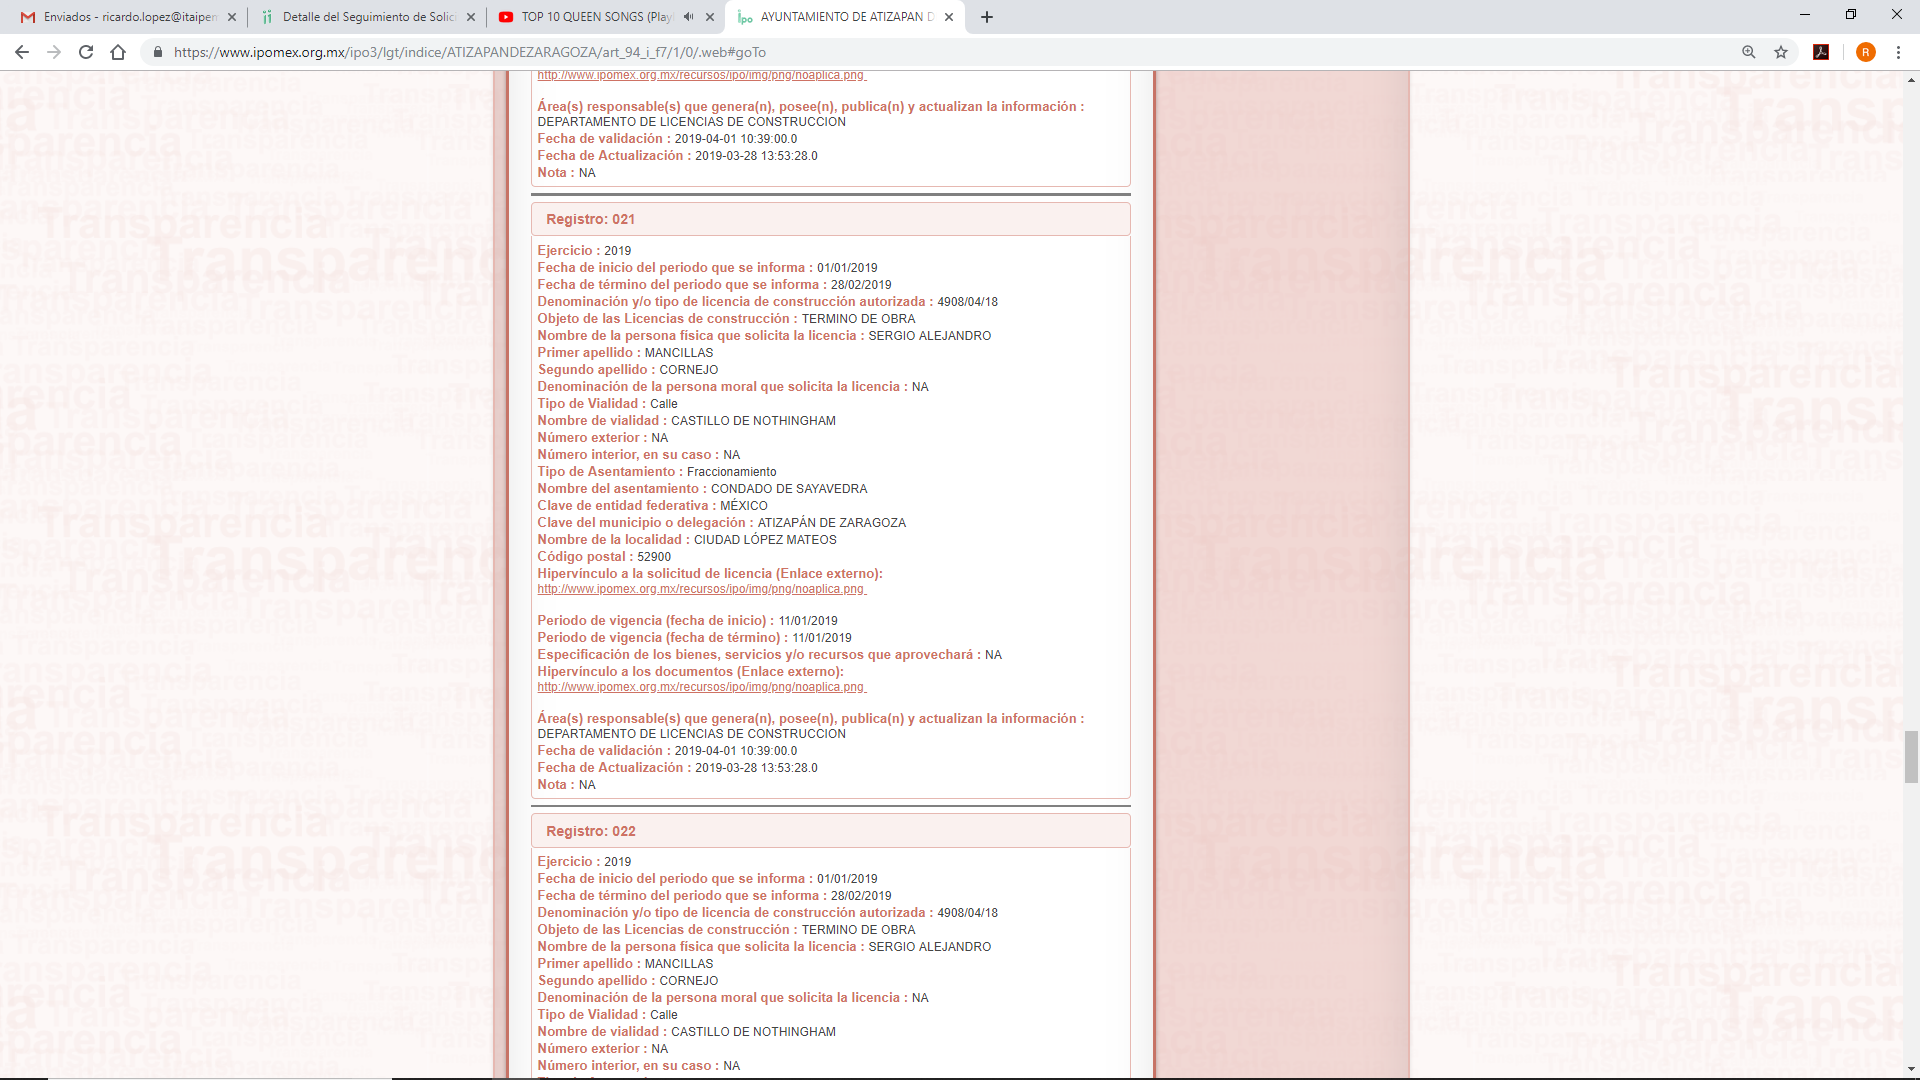 Enviados - ricardo.lopez@itaipem
Detalle del Seguimiento de Solici
TOP 10 QUEEN SONGS (Playl
AYUNTAMIENTO DE ATIZAPAN D
https://www.ipomex.org.mx/ipo3/lgt/indice/ATIZAPANDEZARAGOZA/art_94_i_f7/1/0/.web#goTo
R
http://www.ipomex.org.mx/recursos/ipo/img/png/noaplica.png
Área(s) responsable(s) que genera(n), posee(n), publica(n) y actualizan la información :
DEPARTAMENTO DE LICENCIAS DE CONSTRUCCION
Fecha de validación : 2019-04-01 10:39:00.0
Fecha de Actualización : 2019-03-28 13:53:28.0
Nota : NA
Registro: 021
Ejercicio : 2019
Fecha de inicio del periodo que se informa : 01/01/2019
Fecha de término del periodo que se informa : 28/02/2019
Denominación y/o tipo de licencia de construcción autorizada : 4908/04/18
Objeto de las Licencias de construcción : TERMINO DE OBRA
Nombre de la persona física que solicita la licencia : SERGIO ALEJANDRO
Primer apellido : MANCILLAS
Segundo apellido : CORNEJO
Denominación de la persona moral que solicita la licencia : NA
Tipo de Vialidad : Calle
Nombre de vialidad : CASTILLO DE NOTHINGHAM
Número exterior : NA
Número interior, en su caso : NA
Tipo de Asentamiento : Fraccionamiento
Nombre del asentamiento : CONDADO DE SAYAVEDRA
Clave de entidad federativa : MÉXICO
Clave del municipio o delegación : ATIZAPÁN DE ZARAGOZA
Nombre de la localidad : CIUDAD LÓPEZ MATEOS
Código postal : 52900
Hipervínculo a la solicitud de licencia (Enlace externo):
http://www.ipomex.org.mx/recursos/ipo/img/png/noaplica.png
Periodo de vigencia (fecha de inicio) : 11/01/2019
Periodo de vigencia (fecha de término) : 11/01/2019
Especificación de los bienes, servicios y/o recursos que aprovechará : NA
Hipervínculo a los documentos (Enlace externo):
http://www.ipomex.org.mx/recursos/ipo/img/png/noaplica.png
Área(s) responsable(s) que genera(n), posee(n), publica(n) y actualizan la información :
DEPARTAMENTO DE LICENCIAS DE CONSTRUCCION
Fecha de validación : 2019-04-01 10:39:00.0
Fecha de Actualización : 2019-03-28 13:53:28.0
Nota : NA
Registro: 022
Ejercicio : 2019
Fecha de inicio del periodo que se informa : 01/01/2019
Fecha de término del periodo que se informa : 28/02/2019
Denominación y/o tipo de licencia de construcción autorizada : 4908/04/18
Objeto de las Licencias de construcción : TERMINO DE OBRA
Nombre de la persona física que solicita la licencia : SERGIO ALEJANDRO
Primer apellido : MANCILLAS
Segundo apellido : CORNEJO
Denominación de la persona moral que solicita la licencia : NA
Tipo de Vialidad : Calle
Nombre de vialidad : CASTILLO DE NOTHINGHAM
Número exterior : NA
Número interior, en su caso : NA